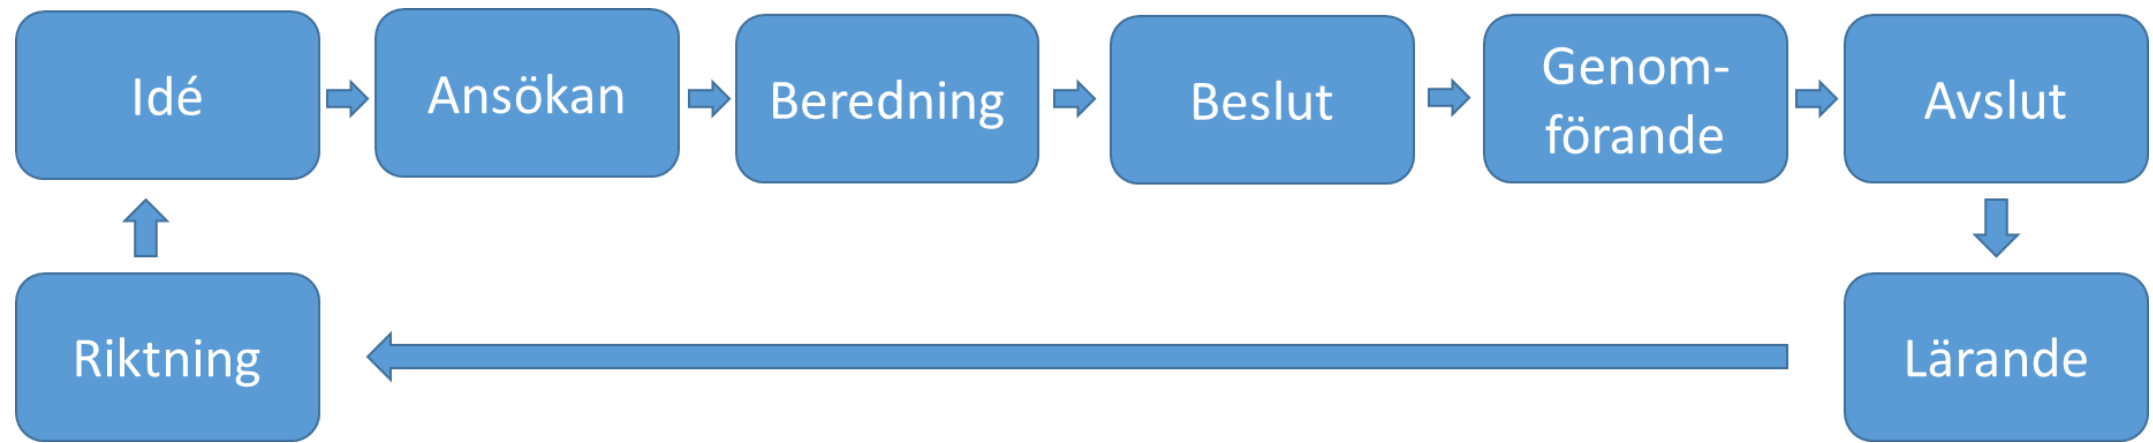 Idé
Ansökan
Beredning
Beslut
Genom-
förande
Avslut
Riktning
Lärande